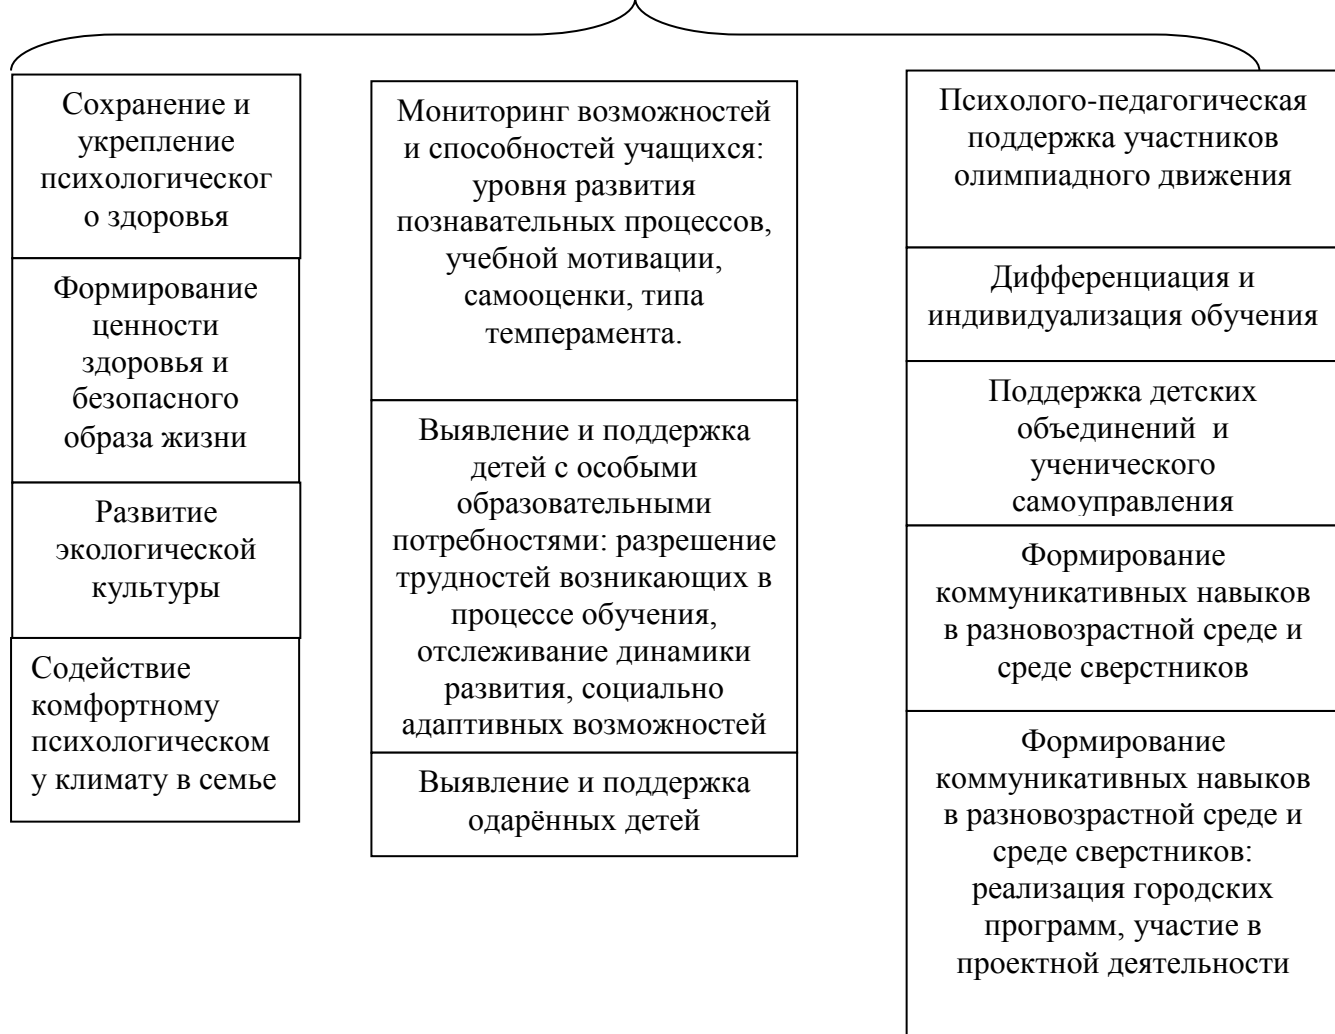 Сохранение и
укрепление
психологическог
о здоровья
Формирование
ценности
здоровья и
безопасного
образа жизни
Развитие
экологической
культуры
Содействие
комфортному
психологическом
у климату в семье
Мониторинг возможностей
и способностей учащихся:
уровня развития
познавательных процессов,
учебной мотивации,
самооценки, типа
темперамента.
Выявление и поддержка
детей с особыми
образовательными
потребностями: разрешение
трудностей возникающих в
процессе обучения,
отслеживание динамики
развития, социально
адаптивных возможностей
Выявление и поддержка
одарённых детей
Психолого-педагогическая
поддержка участников
олимпиадного движения
Дифференциация и
индивидуализация обучения
Поддержка детских
объединений и
ученического
самоуправления
Формирование
коммуникативных навыков
в разновозрастной среде и
среде сверстников
Формирование
коммуникативных навыков
в разновозрастной среде и
среде сверстников:
реализация городских
программ, участие в
проектной деятельности